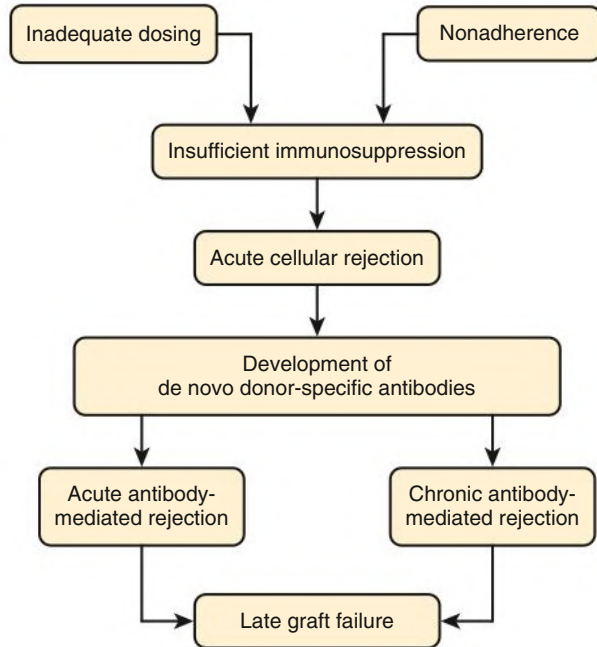 Inadequate dosing
Nonadherence
Insufficient immunosuppression
Acute cellular rejection
Development of
de novo donor-specific antibodies
Acute antibody-
mediated rejection
Chronic antibody-
mediated rejection
Late graft failure